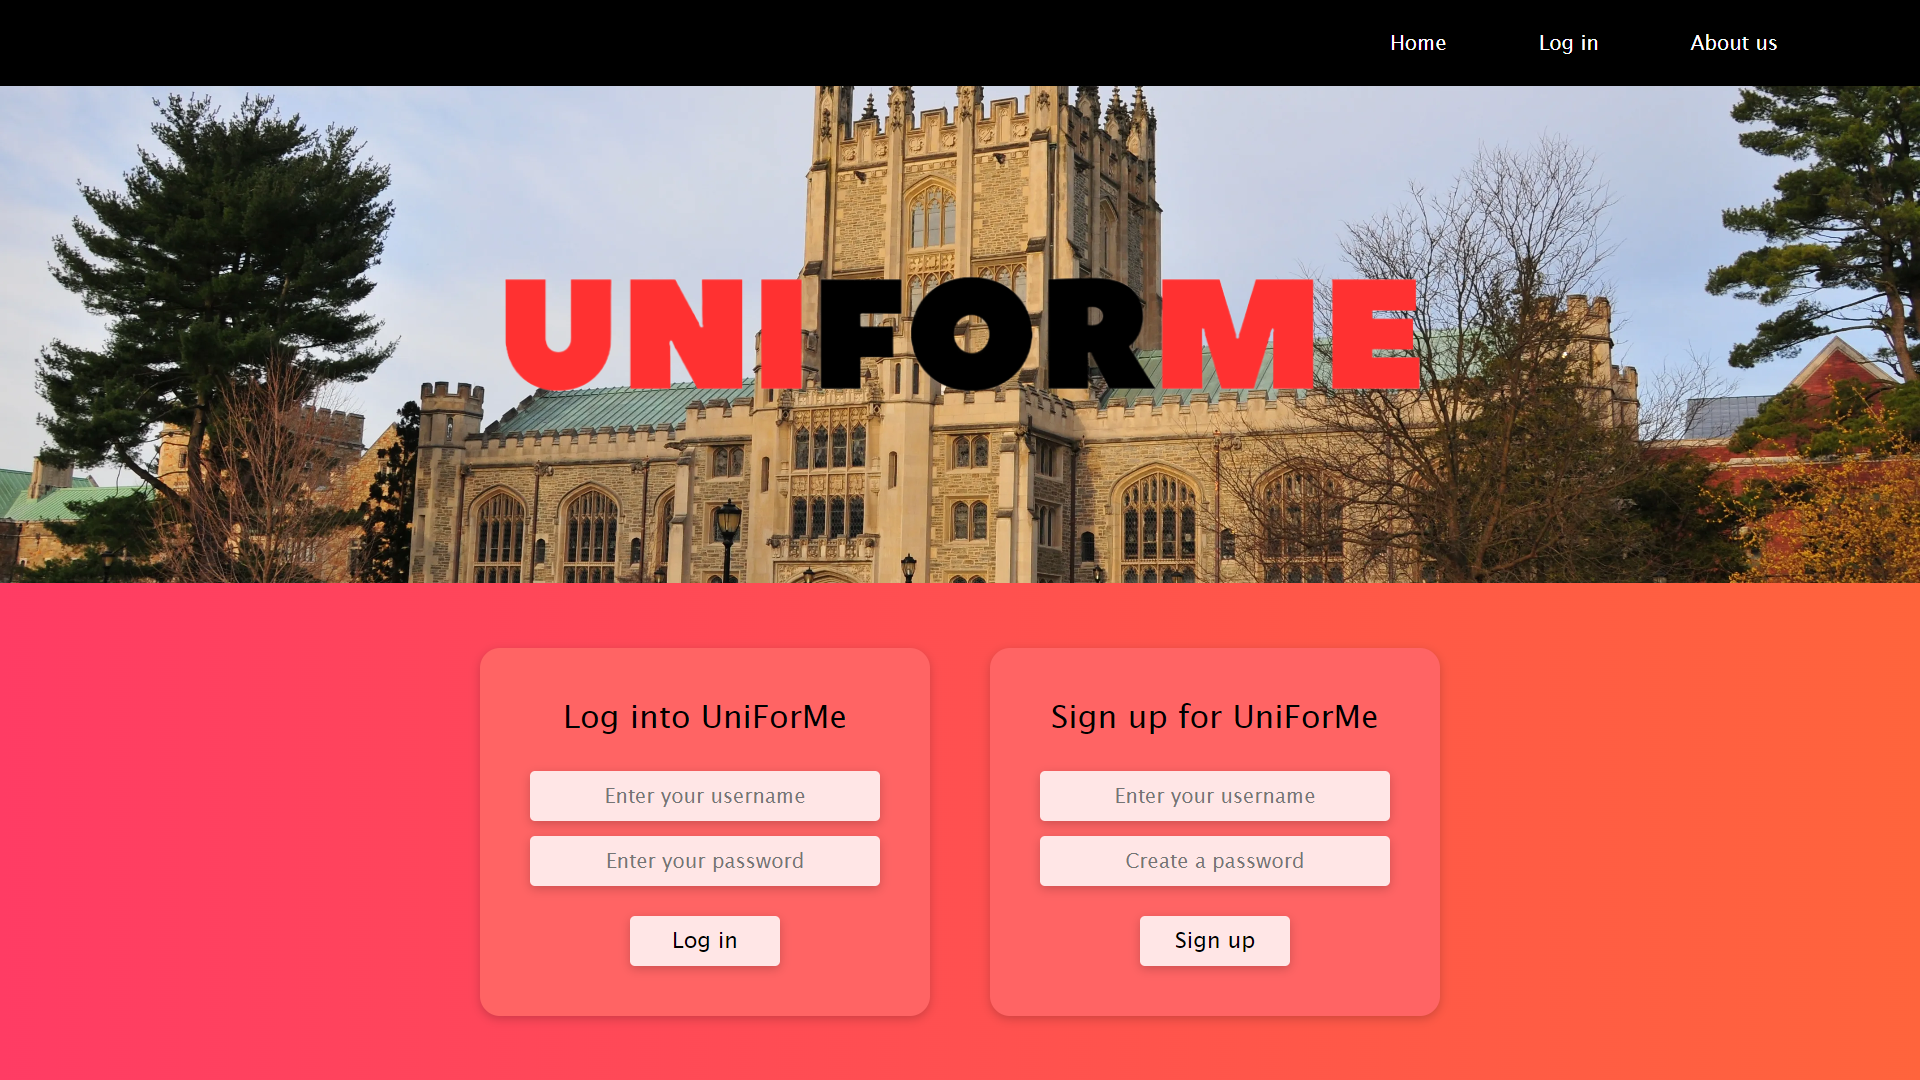 Home Log in About us
UNIFORME
Log into UniForMe
Enter your username
Enter your password
Log in
Sign up for UniForMe
Enter your username
Create a password
Sign up